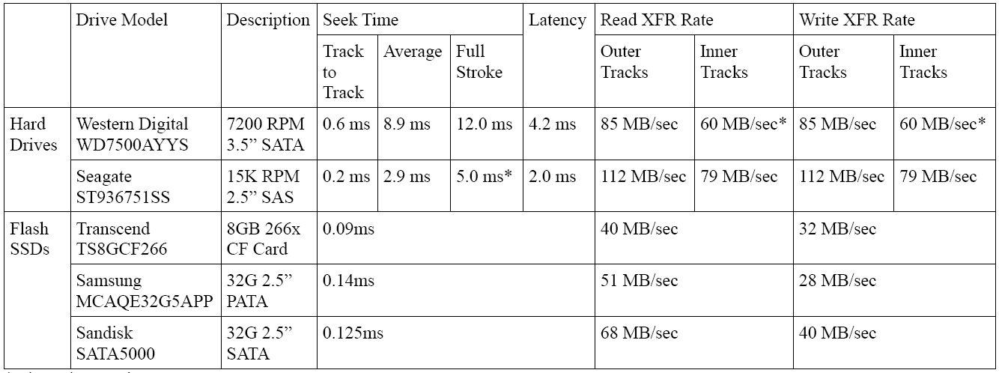 Drive Model Description Seek Time Latency Read XFR Rate Write XFR Rate
Track to Track Average Full Stroke Outer Tracks Inner Tracks Outer Tracks Inner Tracks
Hard Drives Western Digital WD7500AYYS 7200 RPM 3.5” SATA 0.6 ms 8.9 ms 12.0 ms 4.2 ms 85 MB/sec 60 MB/sec* 85 MB/sec 60 MB/sec*
Seagate ST936751SS 15K RPM 2.5” SAS 0.2 ms 2.9 ms 5.0 ms* 2.0 ms 112 MB/sec 79 MB/sec 112 MB/sec 79 MB/sec
Flash SSDs Transcend TS8GCF266 8GB 266x CF Card 0.09ms 40 MB/sec 32 MB/sec
Samsung MCAQE32G5APP 32G 2.5” PATA 0.14ms 51 MB/sec 28 MB/sec
Sandisk SATA5000 32G 2.5” SATA 0.125ms 68 MB/sec 40 MB/sec